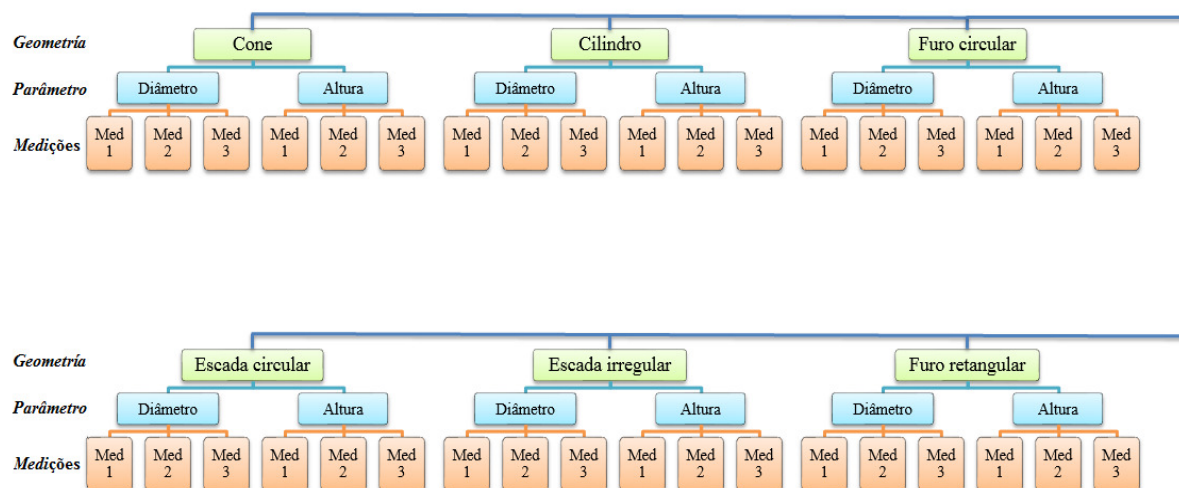 Geometría Cone Cilindro Furo circular
Parâmetro Diâmetro Altura Diâmetro Altura Diâmetro Altura
Medições Med 1 Med 2 Med 3 Med 1 Med 2 Med 3 Med 1 Med 2 Med 3 Med 1 Med 2 Med 3 Med 1 Med 2 Med 3 Med 1 Med 2 Med 3
Geometría Escada circular Escada irregular Furo retangular
Parâmetro Diâmetro Altura Diâmetro Altura Diâmetro Altura
Medições Med 1 Med 2 Med 3 Med 1 Med 2 Med 3 Med 1 Med 2 Med 3 Med 1 Med 2 Med 3 Med 1 Med 2 Med 3 Med 1 Med 2 Med 3